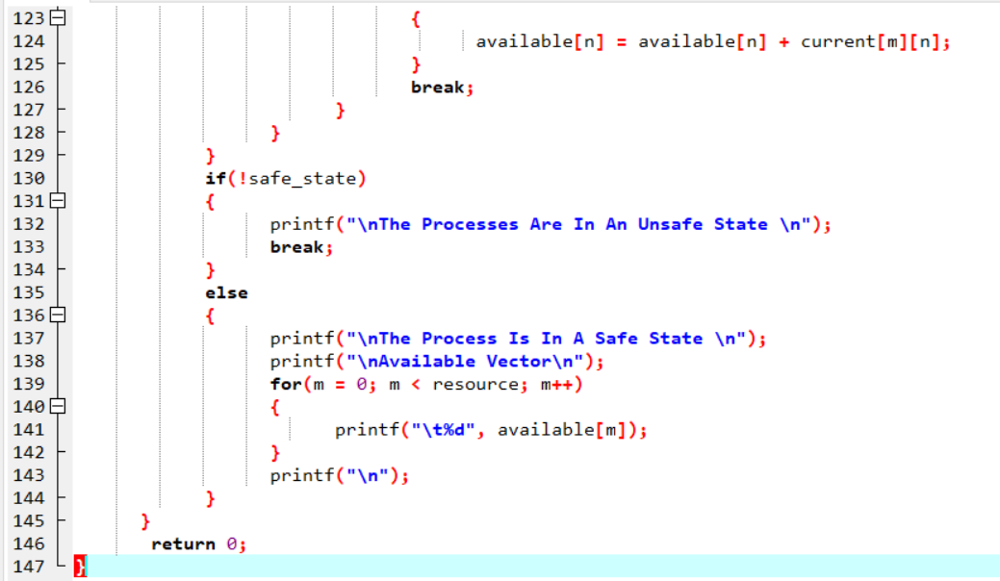 123 {
124 available[n] = available[n] + current[m][n];
125 }
126 break;
127 }
128 }
129 }
130 if(!safe_state)
131 {
132 printf("\nThe Processes Are In An Unsafe State \n");
133 break;
134 }
135 else
136 {
137 printf("\nThe Process Is In A Safe State \n");
138 printf("\nAvailable Vector\n");
139 for(m = 0; m < resource; m++)
140 {
141 printf("\t%d", available[m]);
142 }
143 printf("\n");
144 }
145 }
146 return 0;
147 }